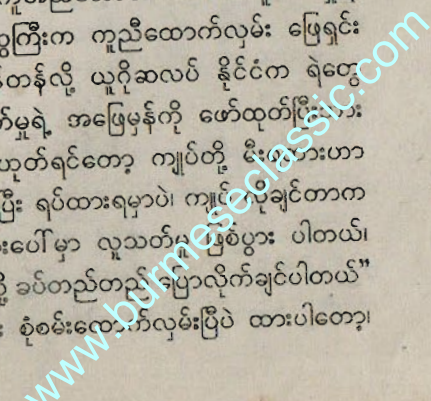 ကြီးက ကူညီထောက်လှမ်း ဖြေရှင်း
တန်လို့ ယူဂိုဆလပ် နိုင်ငံက ရဲတွေ
မှုရဲ့ အဖြေမှန်ကို ဖော်ထုတ်ပြီးသား
ဟုတ်ရင်တော့ ကျုပ်တို့
ပြီး ရပ်ထားရမှာပဲ၊ ကျုပ် လိုချင်တာက
ပေါ်မှာ လူသတ်မှု ဖြစ်ပွား ပါတယ်၊
ခပ်တည်တည် ပြောလိုက်ချင်ပါတယ်”
စုံစမ်းထောက်လှမ်းပြီပဲ ထားပါတော့၊
www.burmeseclassic.com